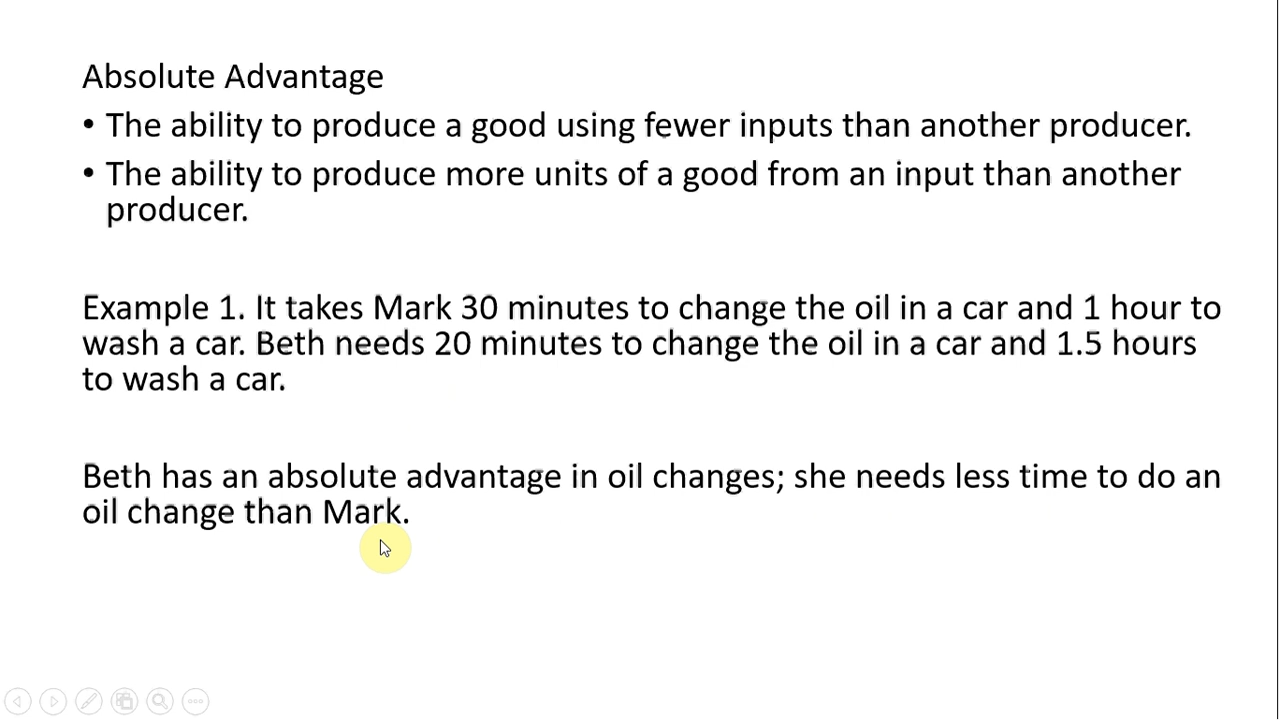 Absolute Advantage
• The ability to produce a good using fewer inputs than another producer.
• The ability to produce more units of a good from an input than another
producer.
Example 1. It takes Mark 30 minutes to change the oil in a car and 1 hour to
wash a car. Beth needs 20 minutes to change the oil in a car and 1.5 hours
to wash a car.
Beth has an absolute advantage in oil changes; she needs less time to do an
oil change than Mark.